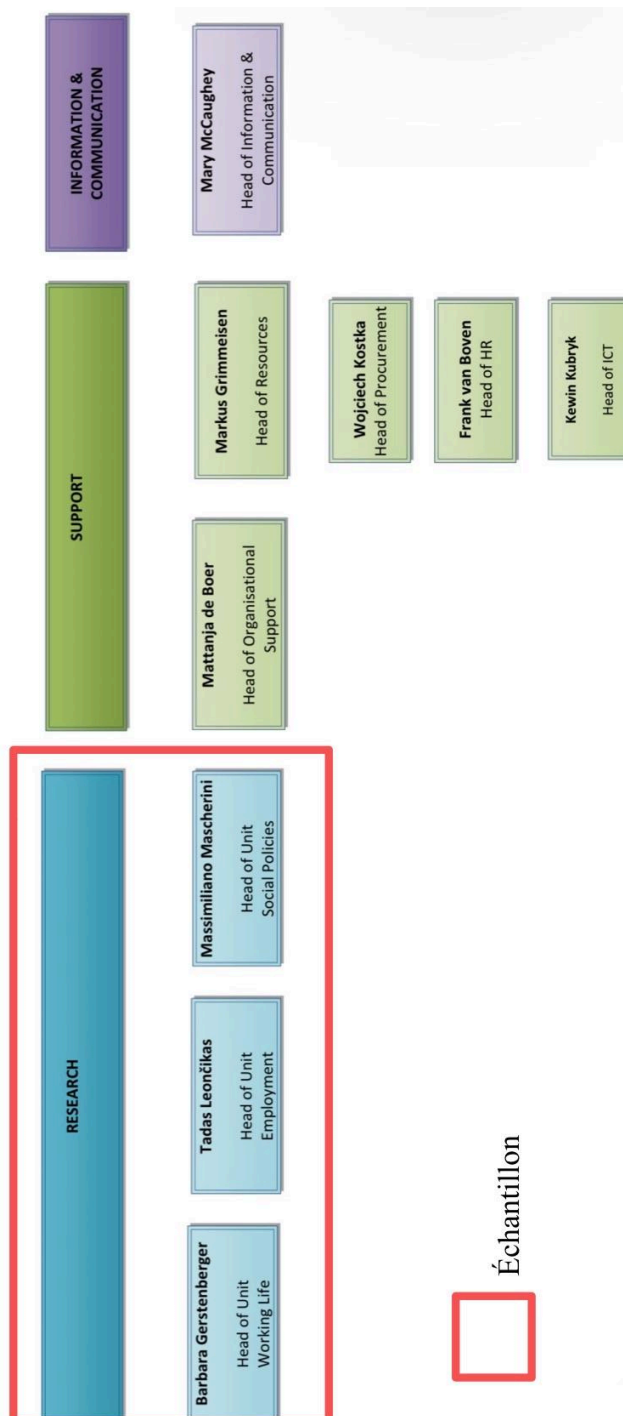 RESEARCH
SUPPORT
INFORMATION &
COMMUNICATION
Barbara Gerstenberger
Head of Unit
Working Life
Tadas Leončikas
Head of Unit
Employment
Massimiliano Mascherini
Head of Unit
Social Policies
Mattanja de Boer
Head of Organisational
Support
Markus Grimmeisen
Head of Resources
Mary McCaughey
Head of Information &
Communication
Wojciech Kostka
Head of Procurement
Frank van Boven
Head of HR
Kewin Kubryk
Head of ICT
Échantillon